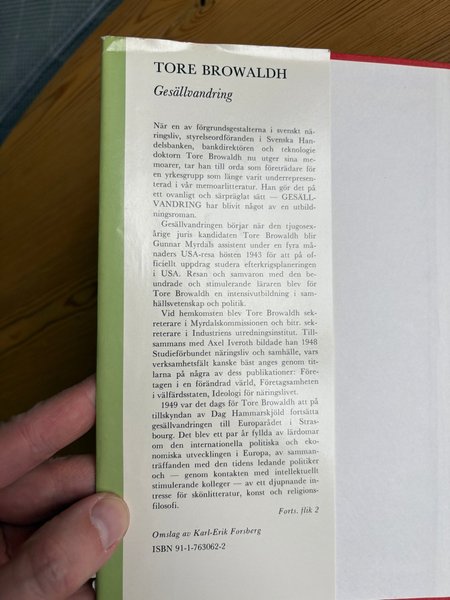 TORE BROWALDH
Gesällvandring
När en av förgrundsgestalterna i svenskt nä-
ringsliv, styrelseordföranden i Svenska Han-
delsbanken, bankdirektören och teknologie
doktorn Tore Browaldh nu utger sina me-
moarer, tar han till orda som företrädare för
en yrkesgrupp som länge varit underrepresen-
terad i vår memoarlitteratur. Han gör det på
ett ovanligt och särpräglat sätt — GESÄLL-
VANDRING har blivit något av en utbild-
ningsroman.
Gesällvandringen börjar när den tjugosex-
årige juris kandidaten Tore Browaldh blir
Gunnar Myrdals assistent under en fyra må-
naders USA-resa hösten 1943 för att på of-
ficiellt uppdrag studera efterkrigsplaneringen
i USA. Resan och samvaron med den be-
undrade och stimulerande läraren blev för
Tore Browaldh en intensivutbildning i sam-
hällsvetenskap och politik.
Vid hemkomsten blev Tore Browaldh sek-
reterare i Myrdalskommissionen och bitr. sek-
reterare i Industriens utredningsinstitut. Till-
sammans med Axel Iveroth bildade han 1948
Studieförbundet näringsliv och samhälle, vars
verksamhetsfält kanske bäst anges genom tit-
larna på några av dess publikationer: Före-
tagen i en förändrad värld, Företagsamheten
i välfärdsstaten, Ideologi för näringslivet.
1949 var det dags för Tore Browaldh att på
tillskyndan av Dag Hammarskjöld fortsätta
gesällvandringen till Europarådet i Stras-
bourg. Det blev ett par år fyllda av lärdomar
om den internationella politiska och eko-
nomiska utvecklingen i Europa, av samman-
träffanden med den tidens ledande politiker
och — genom kontakten med intellektuellt
stimulerande kolleger — av ett djupnande in-
tresse för skönlitteratur, konst och religions-
filosofi.
Forts. flik 2
Omslag av Karl-Erik Forsberg
ISBN 91-1-763062-2